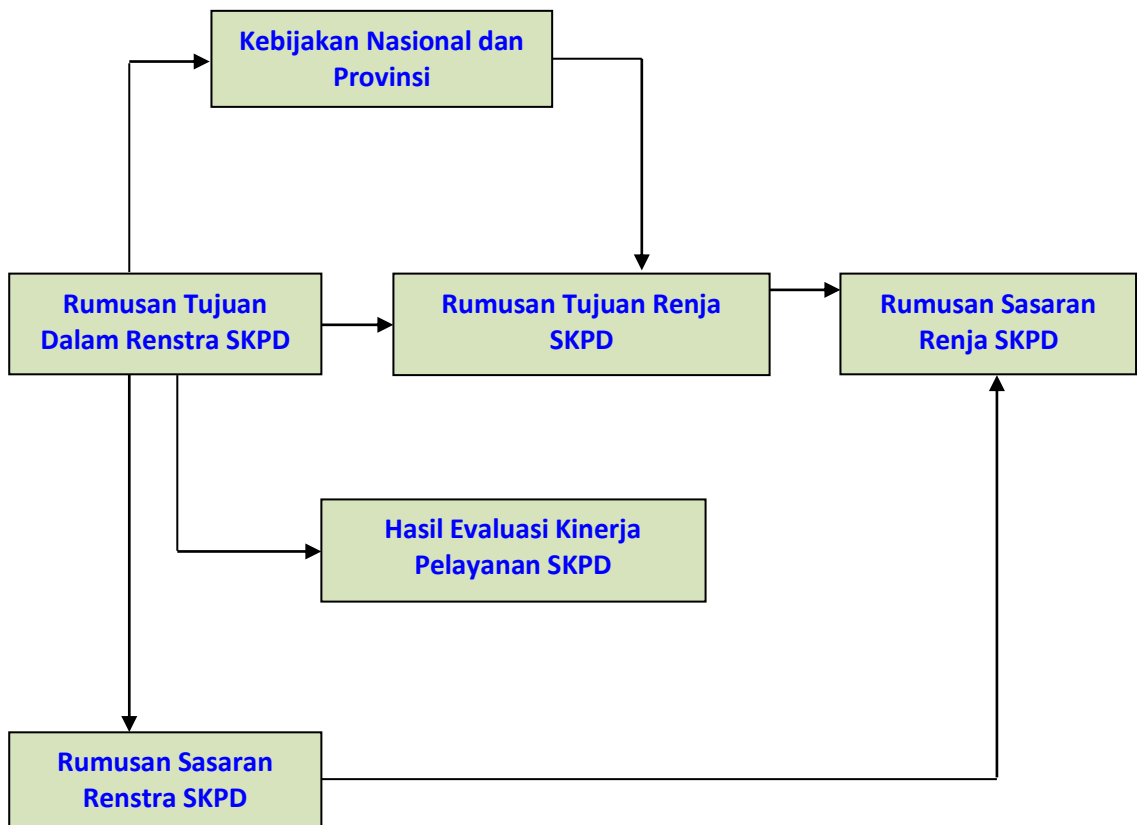 Kebijakan Nasional dan
Provinsi
Rumusan Tujuan
Dalam Renstra SKPD
Rumusan Tujuan Renja
SKPD
Rumusan Sasaran
Renja SKPD
Hasil Evaluasi Kinerja
Pelayanan SKPD
Rumusan Sasaran
Renstra SKPD